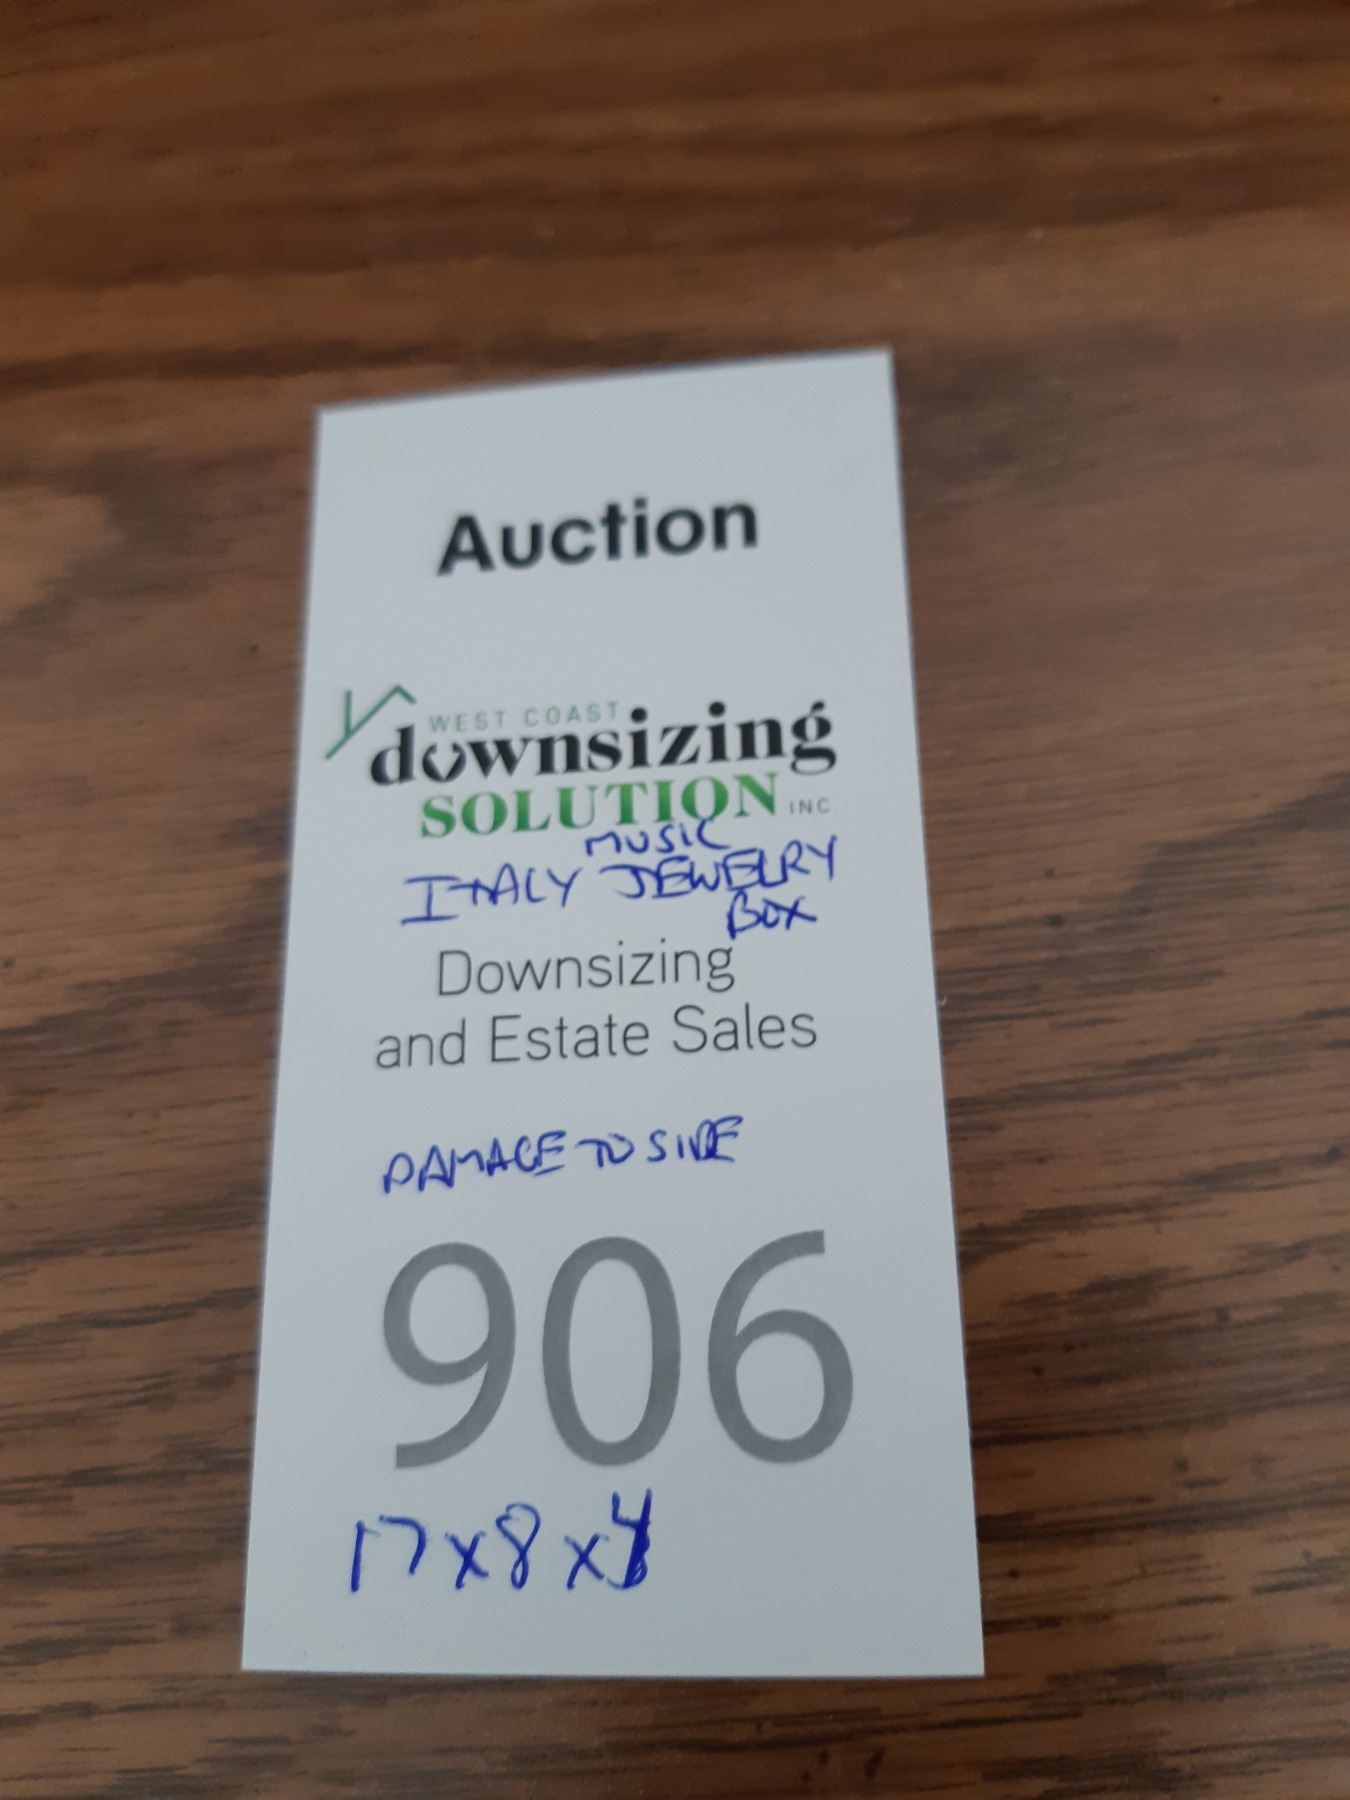 Auction
WEST COAST
downsizing
SOLUTION INC.
MUSIC
ITALY JEWELRY
BOX
Downsizing
and Estate Sales
DAMAGE TO SIDE
906
17x8x4